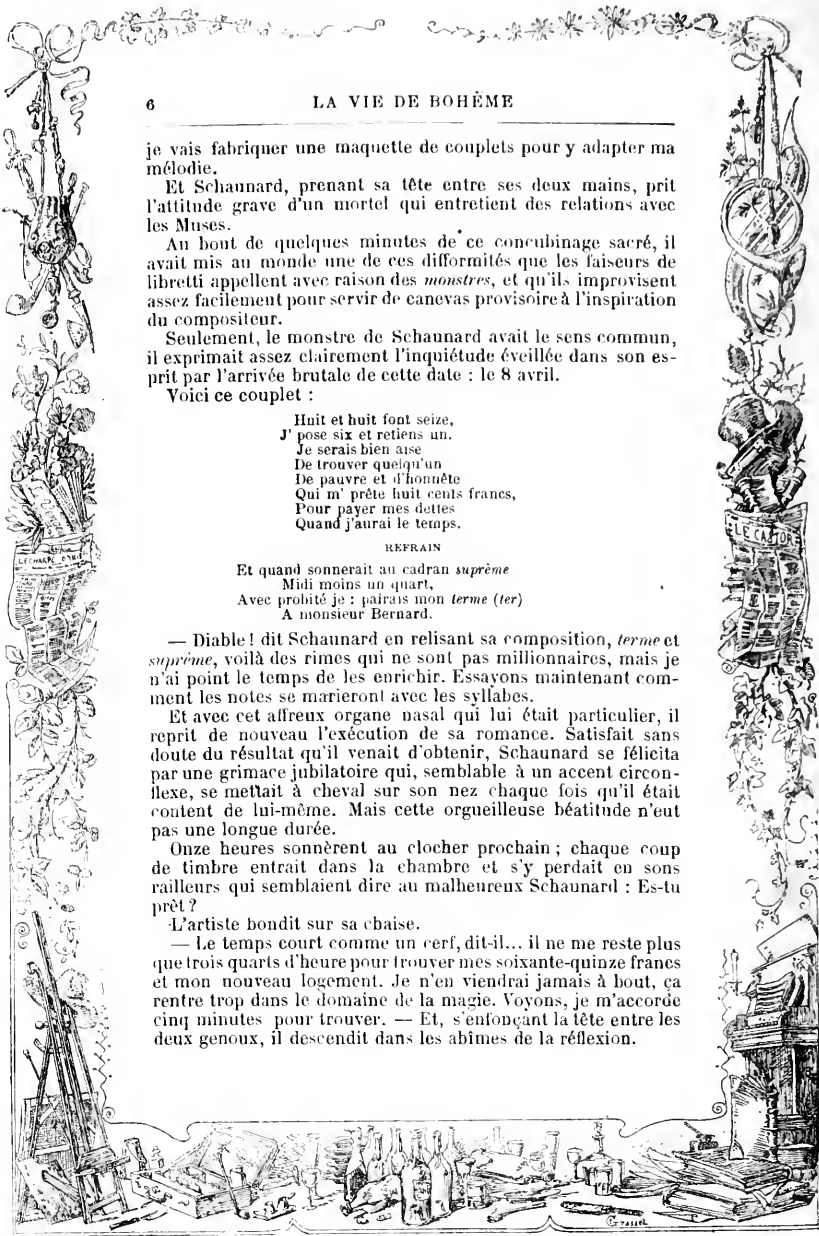 6 LA VIE DE BOHÊME
je vais fabriquer une maquette de couplets pour y adapter ma
mélodie.
Et Schaunard, prenant sa tête entre ses deux mains, prit
l'attitude grave d'un mortel qui entretient des relations avec
les Muses.
Au bout de quelques minutes de ce concubinage sacré, il
avait mis au monde une de ces difformités que les faiseurs de
libretti appellent avec raison des monstres, et qu'ils improvisent
assez facilement pour servir de canevas provisoire à l'inspiration
du compositeur.
Seulement, le monstre de Schaunard avait le sens commun,
il exprimait assez clairement l'inquiétude éveillée dans son es-
prit par l'arrivée brutale de cette date : le 8 avril.
Voici ce couplet :
Huit et huit font seize,
J' pose six et retiens un.
Je serais bien aise
De trouver quelqu'un
De pauvre et d'honnête
Qui m' prête huit cents francs,
Pour payer mes dettes
Quand j'aurai le temps.
REFRAIN
Et quand sonnerait au cadran suprême
Midi moins un quart,
Avec probité je : pairais mon terme (ter)
A monsieur Bernard.
— Diable ! dit Schaunard en relisant sa composition, terme et
suprême, voilà des rimes qui ne sont pas millionnaires, mais je
n'ai point le temps de les enrichir. Essayons maintenant com-
ment les notes se marieront avec les syllabes.
Et avec cet affreux organe nasal qui lui était particulier, il
reprit de nouveau l'exécution de sa romance. Satisfait sans
doute du résultat qu'il venait d'obtenir, Schaunard se félicita
par une grimace jubilatoire qui, semblable à un accent circon-
flexe, se mettait à cheval sur son nez chaque fois qu'il était
content de lui-même. Mais cette orgueilleuse béatitude n'eut
pas une longue durée.
Onze heures sonnèrent au clocher prochain ; chaque coup
de timbre entrait dans la chambre et s'y perdait en sons
railleurs qui semblaient dire au malheureux Schaunard : Es-tu
prêt ?
L'artiste bondit sur sa chaise.
— Le temps court comme un cerf, dit-il... il ne me reste plus
que trois quarts d'heure pour trouver mes soixante-quinze francs
et mon nouveau logement. Je n'en viendrai jamais à bout, ça
rentre trop dans le domaine de la magie. Voyons, je m'accorde
cinq minutes pour trouver. — Et, s'enfonçant la tête entre les
deux genoux, il descendit dans les abîmes de la réflexion.
LE CASTOR
Grasset